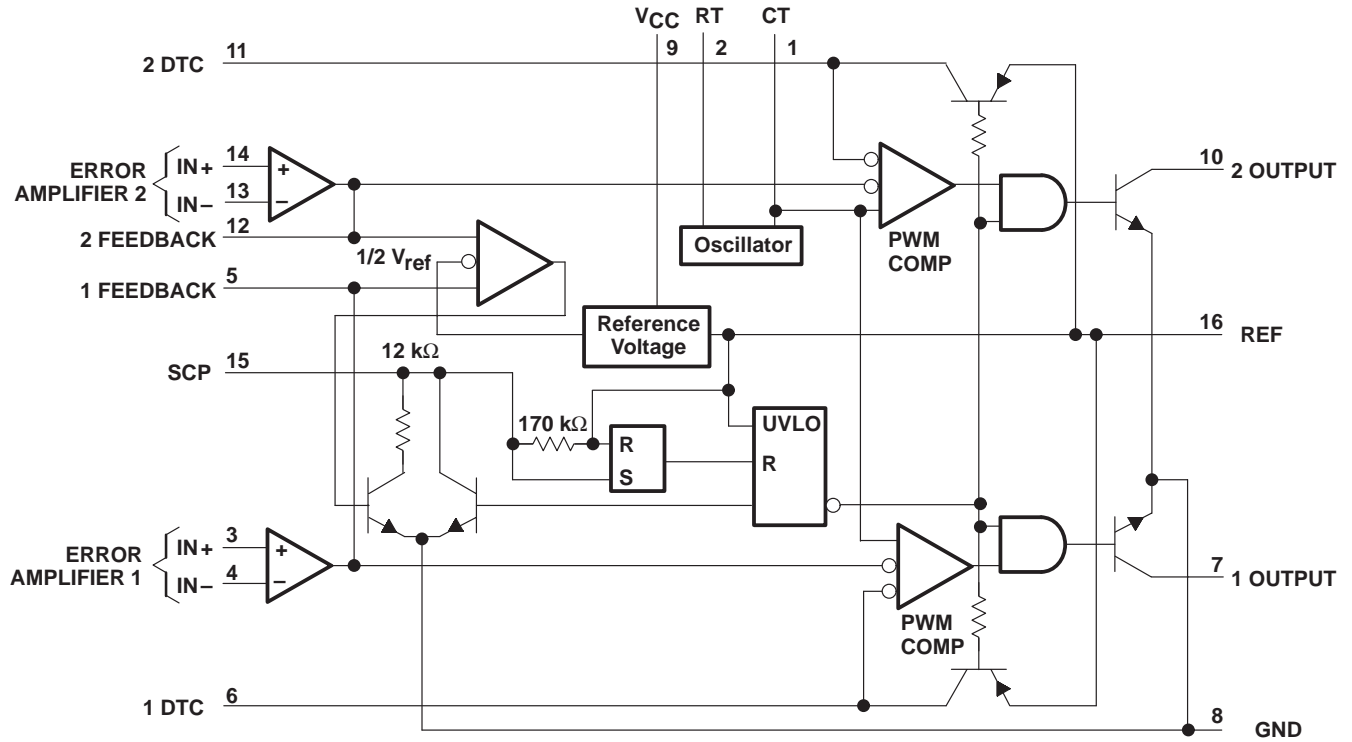 VCC RT CT
9 2 1
2 DTC 11
ERROR AMPLIFIER 2
IN+ 14
+
IN− 13
−
2 FEEDBACK 12
1/2 Vref
1 FEEDBACK 5
Oscillator
PWM COMP
10 2 OUTPUT
Reference Voltage
16 REF
SCP 15
12 kΩ
170 kΩ
R
S
UVLO
R
ERROR AMPLIFIER 1
IN+ 3
+
IN− 4
−
PWM COMP
7 1 OUTPUT
1 DTC 6
8 GND